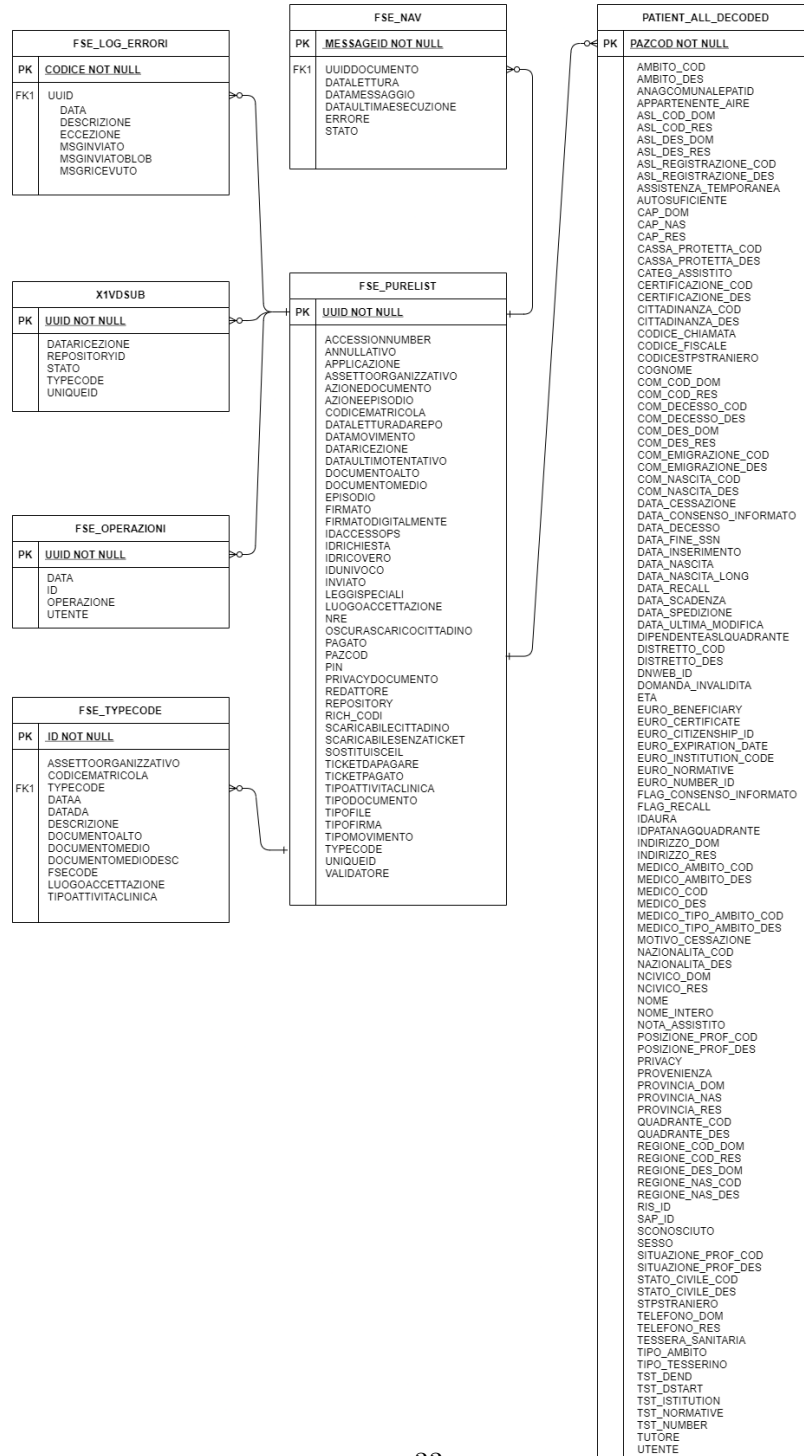 FSE_LOG_ERRORI
PK CODICE NOT NULL
FK1 UUID
DATA
DESCRIZIONE
ECCEZIONE
MSGINVIATO
MSGINVIATOBLOB
MSGRICEVUTO
X1VDSUB
PK UUID NOT NULL
DATARICEZIONE
REPOSITORYID
STATO
TYPECODE
UNIQUEID
FSE_OPERAZIONI
PK UUID NOT NULL
DATA
ID
OPERAZIONE
UTENTE
FSE_TYPECODE
PK ID NOT NULL
ASSETTOORGANIZZATIVO
CODICEMATRICOLA
FK1 TYPECODE
DATAA
DATADA
DESCRIZIONE
DOCUMENTOALTO
DOCUMENTOMEDIO
DOCUMENTOMEDIODESC
FSECODE
LUOGOACCETTAZIONE
TIPOATTIVITACLINICA
FSE_NAV
PK MESSAGEID NOT NULL
FK1 UUIDDOCUMENTO
DATALETTURA
DATAMESSAGGIO
DATAULTIMAESECUZIONE
ERRORE
STATO
FSE_PURELIST
PK UUID NOT NULL
ACCESSIONNUMBER
ANNULLATIVO
APPLICAZIONE
ASSETTOORGANIZZATIVO
AZIONEDOCUMENTO
AZIONEEPISODIO
CODICEMATRICOLA
DATALETTURADAREPO
DATAMOVIMENTO
DATARICEZIONE
DATAULTIMOTENTATIVO
DOCUMENTOALTO
DOCUMENTOMEDIO
EPISODIO
FIRMATO
FIRMATODIGITALMENTE
IDACCESSOPS
IDRICHIESTA
IDRICOVERO
IDUNIVOCO
INVIATO
LEGGISPECIALI
LUOGOACCETTAZIONE
NRE
OSCURASCARICOCITTADINO
PAGATO
PAZCOD
PIN
PRIVACYDOCUMENTO
REDATTORE
REPOSITORY
RICH_CODI
SCARICABILECITTADINO
SCARICABILESENZATICKET
SOSTITUISCEIL
TICKETDAPAGARE
TICKETPAGATO
TIPOATTIVITACLINICA
TIPODOCUMENTO
TIPOFILE
TIPOFIRMA
TIPOMOVIMENTO
TYPECODE
UNIQUEID
VALIDATORE
PATIENT_ALL_DECODED
PK PAZCOD NOT NULL
AMBITO_COD
AMBITO_DES
ANAGCOMUNALEPATID
APPARTENENTE_AIRE
ASL_COD_DOM
ASL_COD_RES
ASL_DES_DOM
ASL_DES_RES
ASL_REGISTRAZIONE_COD
ASL_REGISTRAZIONE_DES
ASSISTENZA_TEMPORANEA
AUTOSUFICIENTE
CAP_DOM
CAP_NAS
CAP_RES
CASSA_PROTETTA_COD
CASSA_PROTETTA_DES
CATEG_ASSISTITO
CERTIFICAZIONE_COD
CERTIFICAZIONE_DES
CITTADINANZA_COD
CITTADINANZA_DES
CODICE_CHIAMATA
CODICE_FISCALE
CODICESTPSTRANIERO
COGNOME
COM_COD_DOM
COM_COD_RES
COM_DECESSO_COD
COM_DECESSO_DES
COM_DES_DOM
COM_DES_RES
COM_EMIGRAZIONE_COD
COM_EMIGRAZIONE_DES
COM_NASCITA_COD
COM_NASCITA_DES
DATA_CESSAZIONE
DATA_CONSENSO_INFORMATO
DATA_DECESSO
DATA_FINE_SSN
DATA_INSERIMENTO
DATA_NASCITA
DATA_NASCITA_LONG
DATA_RECALL
DATA_SCADENZA
DATA_SPEDIZIONE
DATA_ULTIMA_MODIFICA
DIPENDENTEASLQUADRANTE
DISTRETTO_COD
DISTRETTO_DES
DNWEB_ID
DOMANDA_INVALIDITA
ETA
EURO_BENEFICIARY
EURO_CERTIFICATE
EURO_CITIZENSHIP_ID
EURO_EXPIRATION_DATE
EURO_INSTITUTION_CODE
EURO_NORMATIVE
EURO_NUMBER_ID
FLAG_CONSENSO_INFORMATO
FLAG_RECALL
IDAURA
IDPATANAGQUADRANTE
INDIRIZZO_DOM
INDIRIZZO_RES
MEDICO_AMBITO_COD
MEDICO_AMBITO_DES
MEDICO_COD
MEDICO_DES
MEDICO_TIPO_AMBITO_COD
MEDICO_TIPO_AMBITO_DES
MOTIVO_CESSAZIONE
NAZIONALITA_COD
NAZIONALITA_DES
NCIVICO_DOM
NCIVICO_RES
NOME
NOME_INTERO
NOTA_ASSISTITO
POSIZIONE_PROF_COD
POSIZIONE_PROF_DES
PRIVACY
PROVENIENZA
PROVINCIA_DOM
PROVINCIA_NAS
PROVINCIA_RES
QUADRANTE_COD
QUADRANTE_DES
REGIONE_COD_DOM
REGIONE_COD_RES
REGIONE_DES_DOM
REGIONE_NAS_COD
REGIONE_NAS_DES
RIS_ID
SAP_ID
SCONOSCIUTO
SESSO
SITUAZIONE_PROF_COD
SITUAZIONE_PROF_DES
STATO_CIVILE_COD
STATO_CIVILE_DES
STPSTRANIERO
TELEFONO_DOM
TELEFONO_RES
TESSERA_SANITARIA
TIPO_AMBITO
TIPO_TESSERINO
TST_DEND
TST_DSTART
TST_ISTITUTION
TST_NORMATIVE
TST_NUMBER
TUTORE
UTENTE